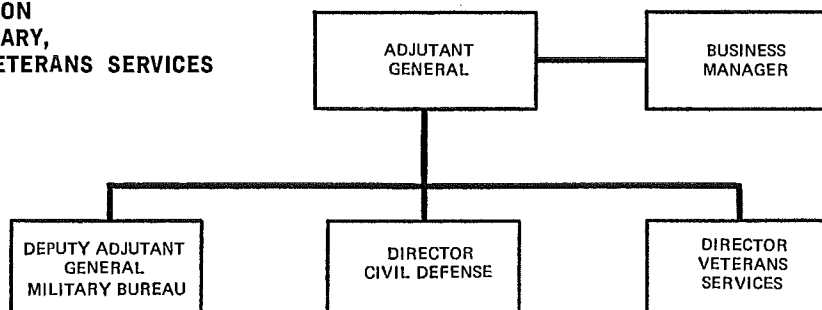 ON
ARY,
ETERANS SERVICES
ADJUTANT
GENERAL
BUSINESS
MANAGER
DEPUTY ADJUTANT
GENERAL
MILITARY BUREAU
DIRECTOR
CIVIL DEFENSE
DIRECTOR
VETERANS
SERVICES